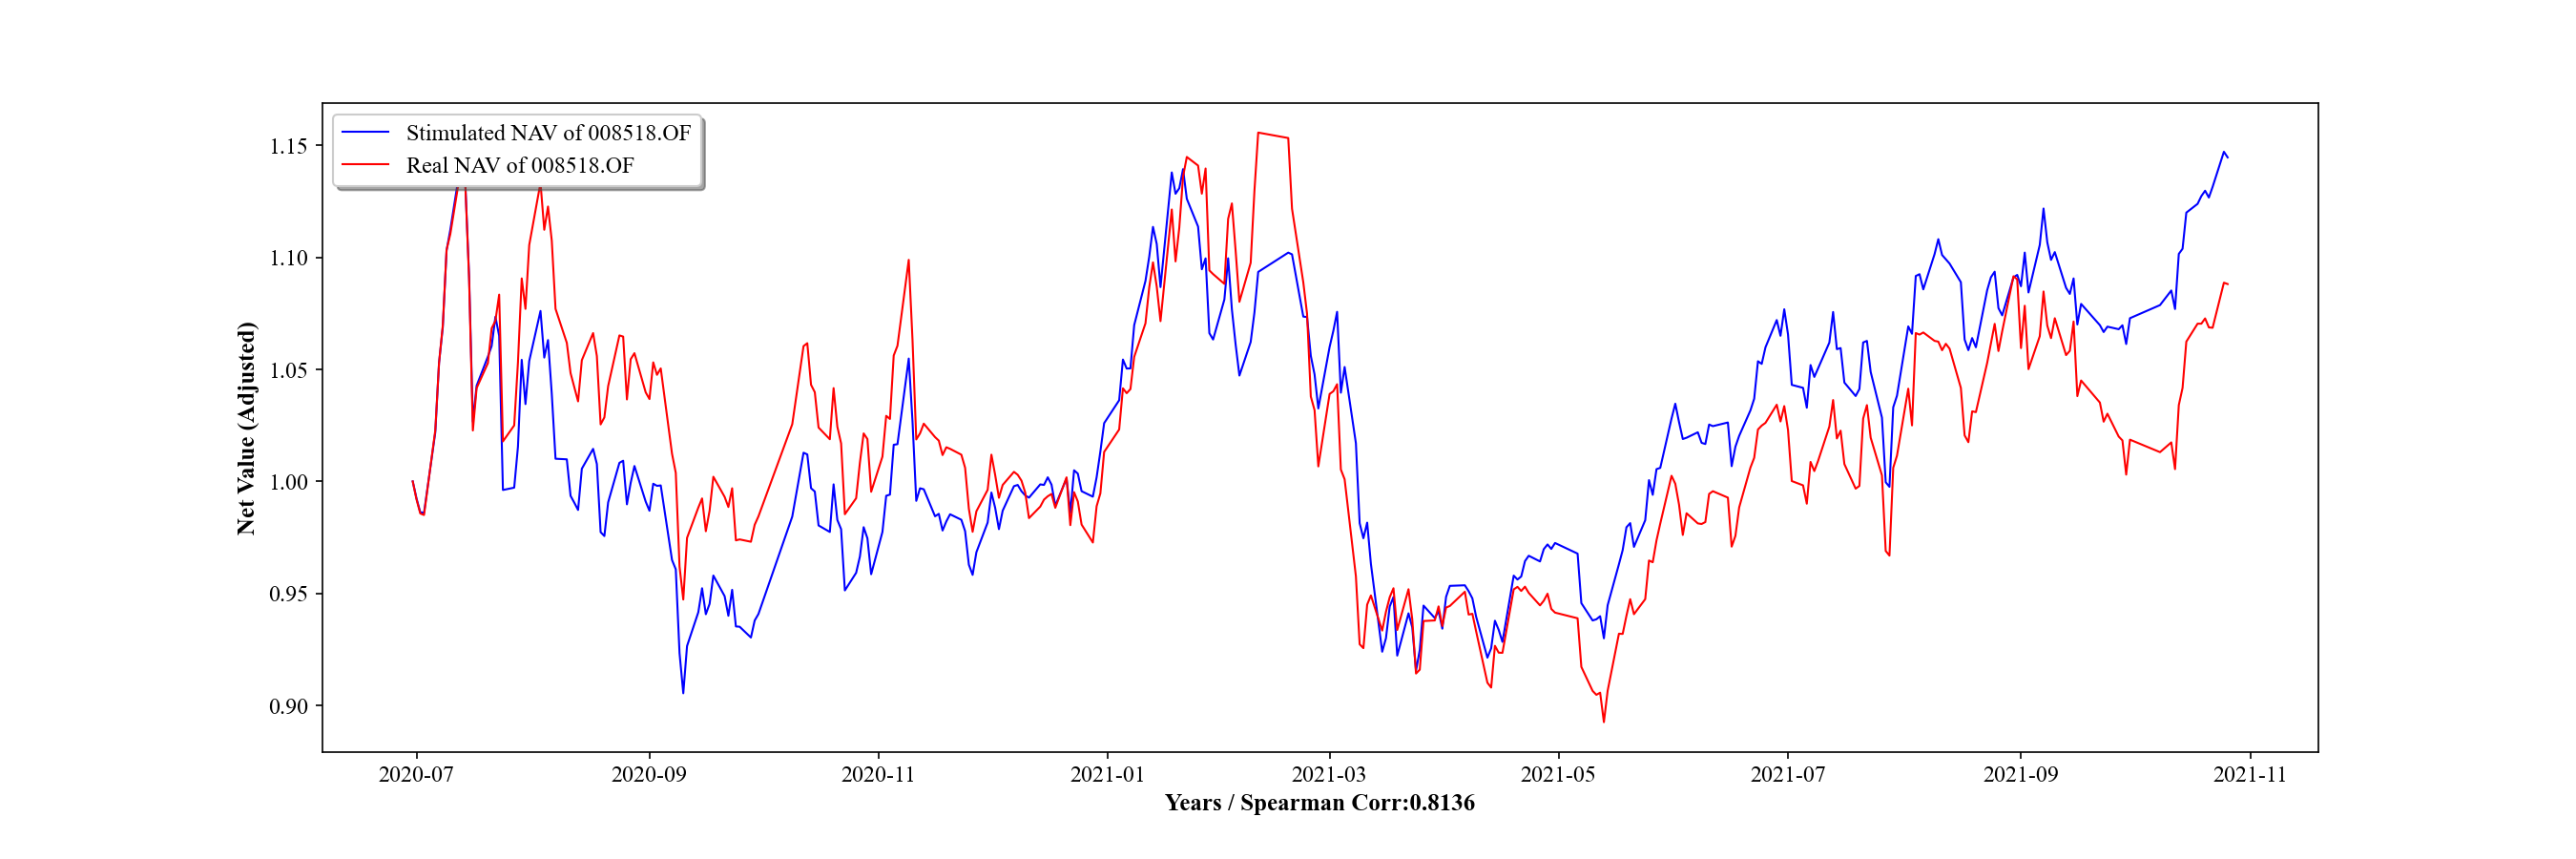 Stimulated NAV of 008518.OF
Real NAV of 008518.OF
Net Value (Adjusted)
1.15
1.10
1.05
1.00
0.95
0.90
2020-07 2020-09 2020-11 2021-01 2021-03 2021-05 2021-07 2021-09 2021-11
Years / Spearman Corr:0.8136